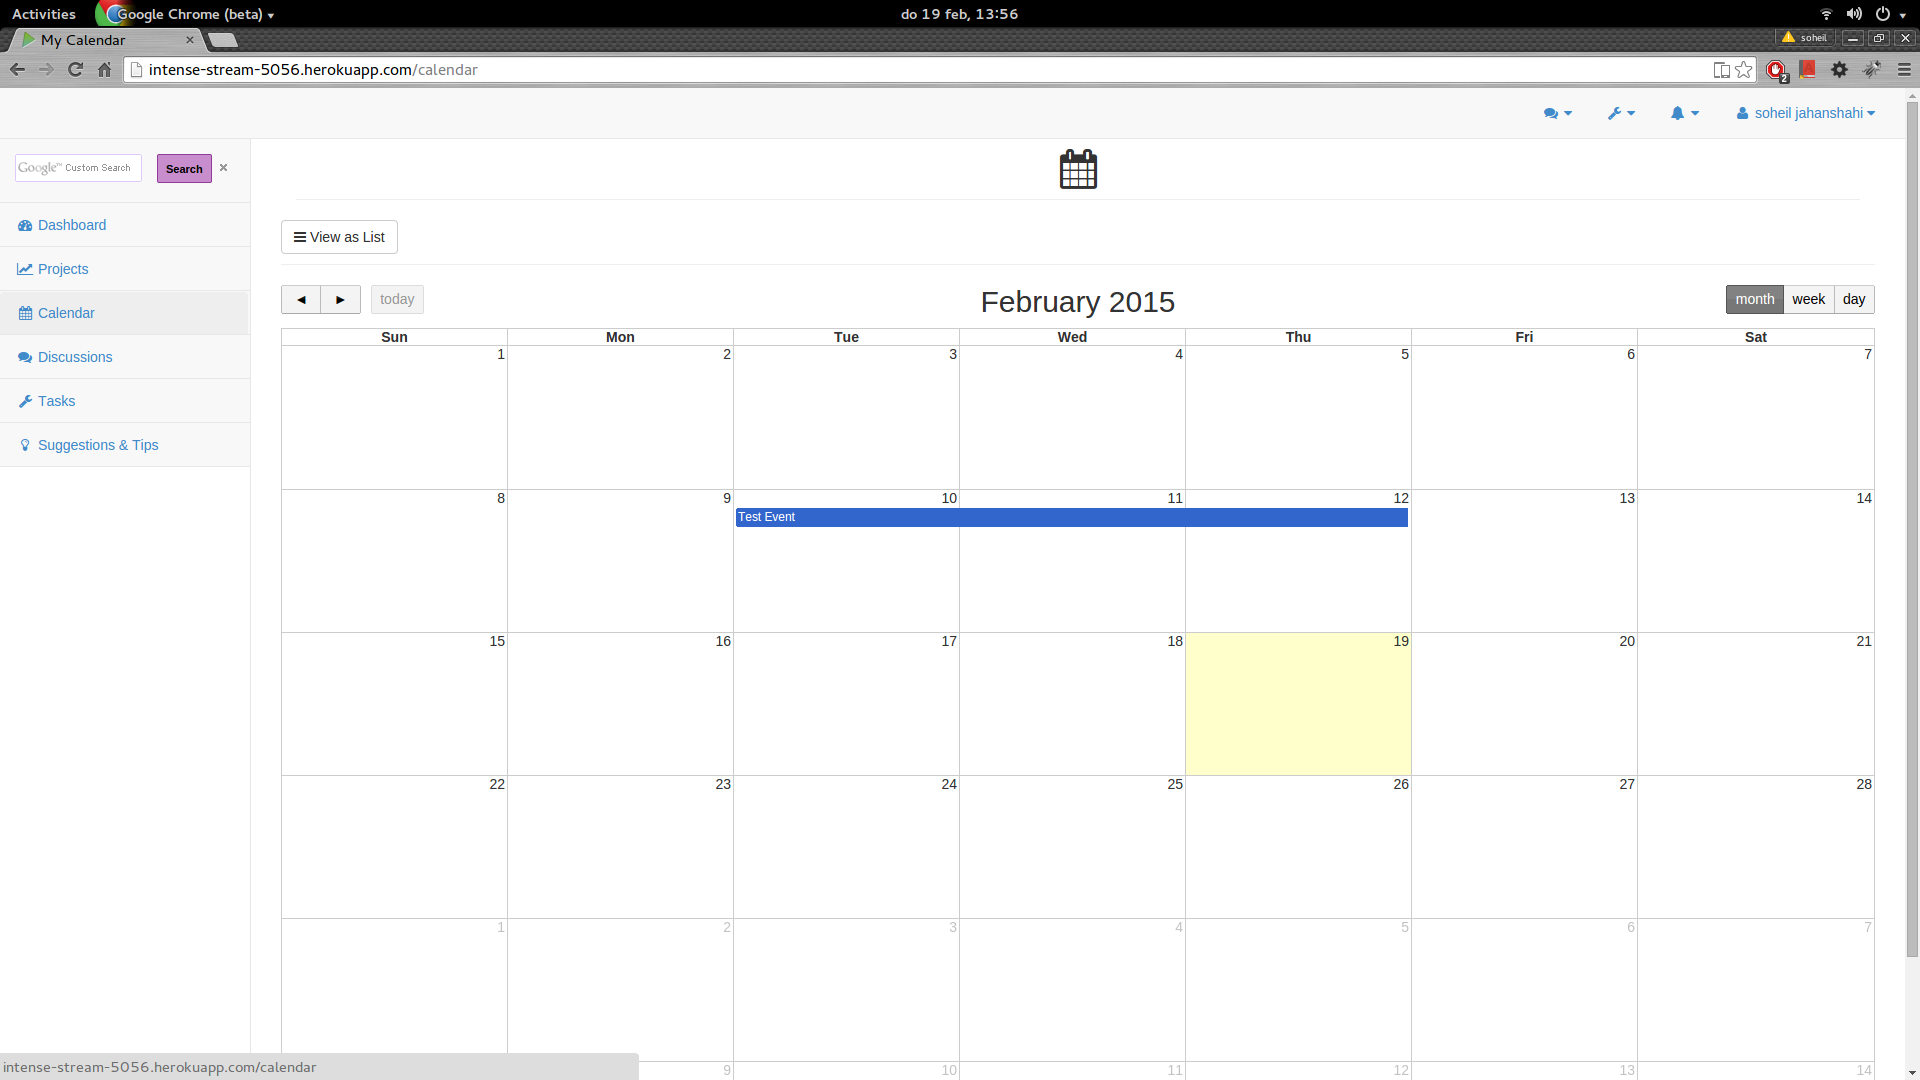 Activities Google Chrome (beta) do 19 feb, 13:56
My Calendar soheil
intense-stream-5056.herokuapp.com/calendar 2
soheil jahanshahi
Google™ Custom Search Search ×
Dashboard
Projects
Calendar
Discussions
Tasks
Suggestions & Tips
View as List
today February 2015 month week day
Sun Mon Tue Wed Thu Fri Sat
1 2 3 4 5 6 7
8 9 10 11 12 13 14
Test Event
15 16 17 18 19 20 21
22 23 24 25 26 27 28
1 2 3 4 5 6 7
9 10 11 12 13 14
intense-stream-5056.herokuapp.com/calendar